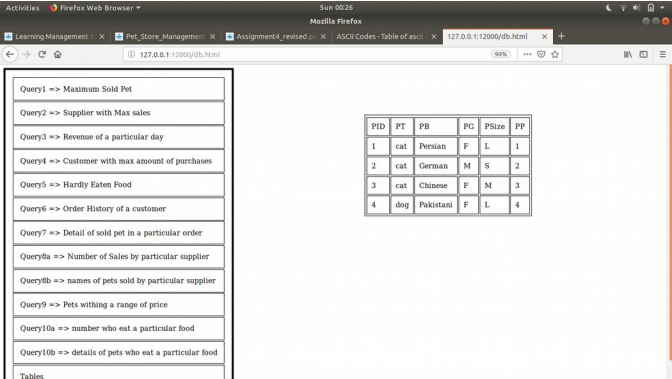 Activities Firefox Web Browser Sun 00:26
Mozilla Firefox
Learning Management S Pet_Store_Management Assignment4_revised.pd ASCII Codes - Table of ascii 127.0.0.1:12000/db.html
127.0.0.1:12000/db.html 90%
Query1 => Maximum Sold Pet
Query2 => Supplier with Max sales
Query3 => Revenue of a particular day
Query4 => Customer with max amount of purchases
Query5 => Hardly Eaten Food
Query6 => Order History of a customer
Query7 => Detail of sold pet in a particular order
Query8a => Number of Sales by particular supplier
Query8b => names of pets sold by particular supplier
Query9 => Pets withing a range of price
Query10a => number who eat a particular food
Query10b => details of pets who eat a particular food
Tables
PID PT PB PG PSize PP
1 cat Persian F L 1
2 cat German M S 2
3 cat Chinese F M 3
4 dog Pakistani F L 4